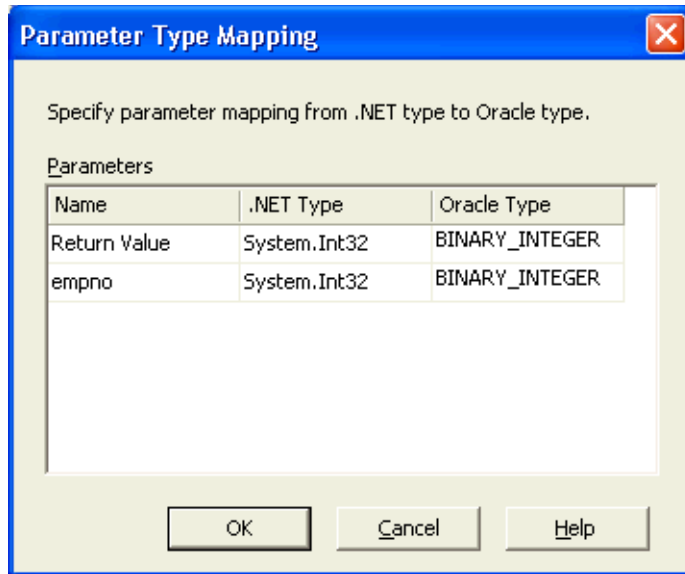 Parameter Type Mapping
Specify parameter mapping from .NET type to Oracle type.
Parameters
Name .NET Type Oracle Type
Return Value System.Int32 BINARY_INTEGER
empno System.Int32 BINARY_INTEGER
OK Cancel Help